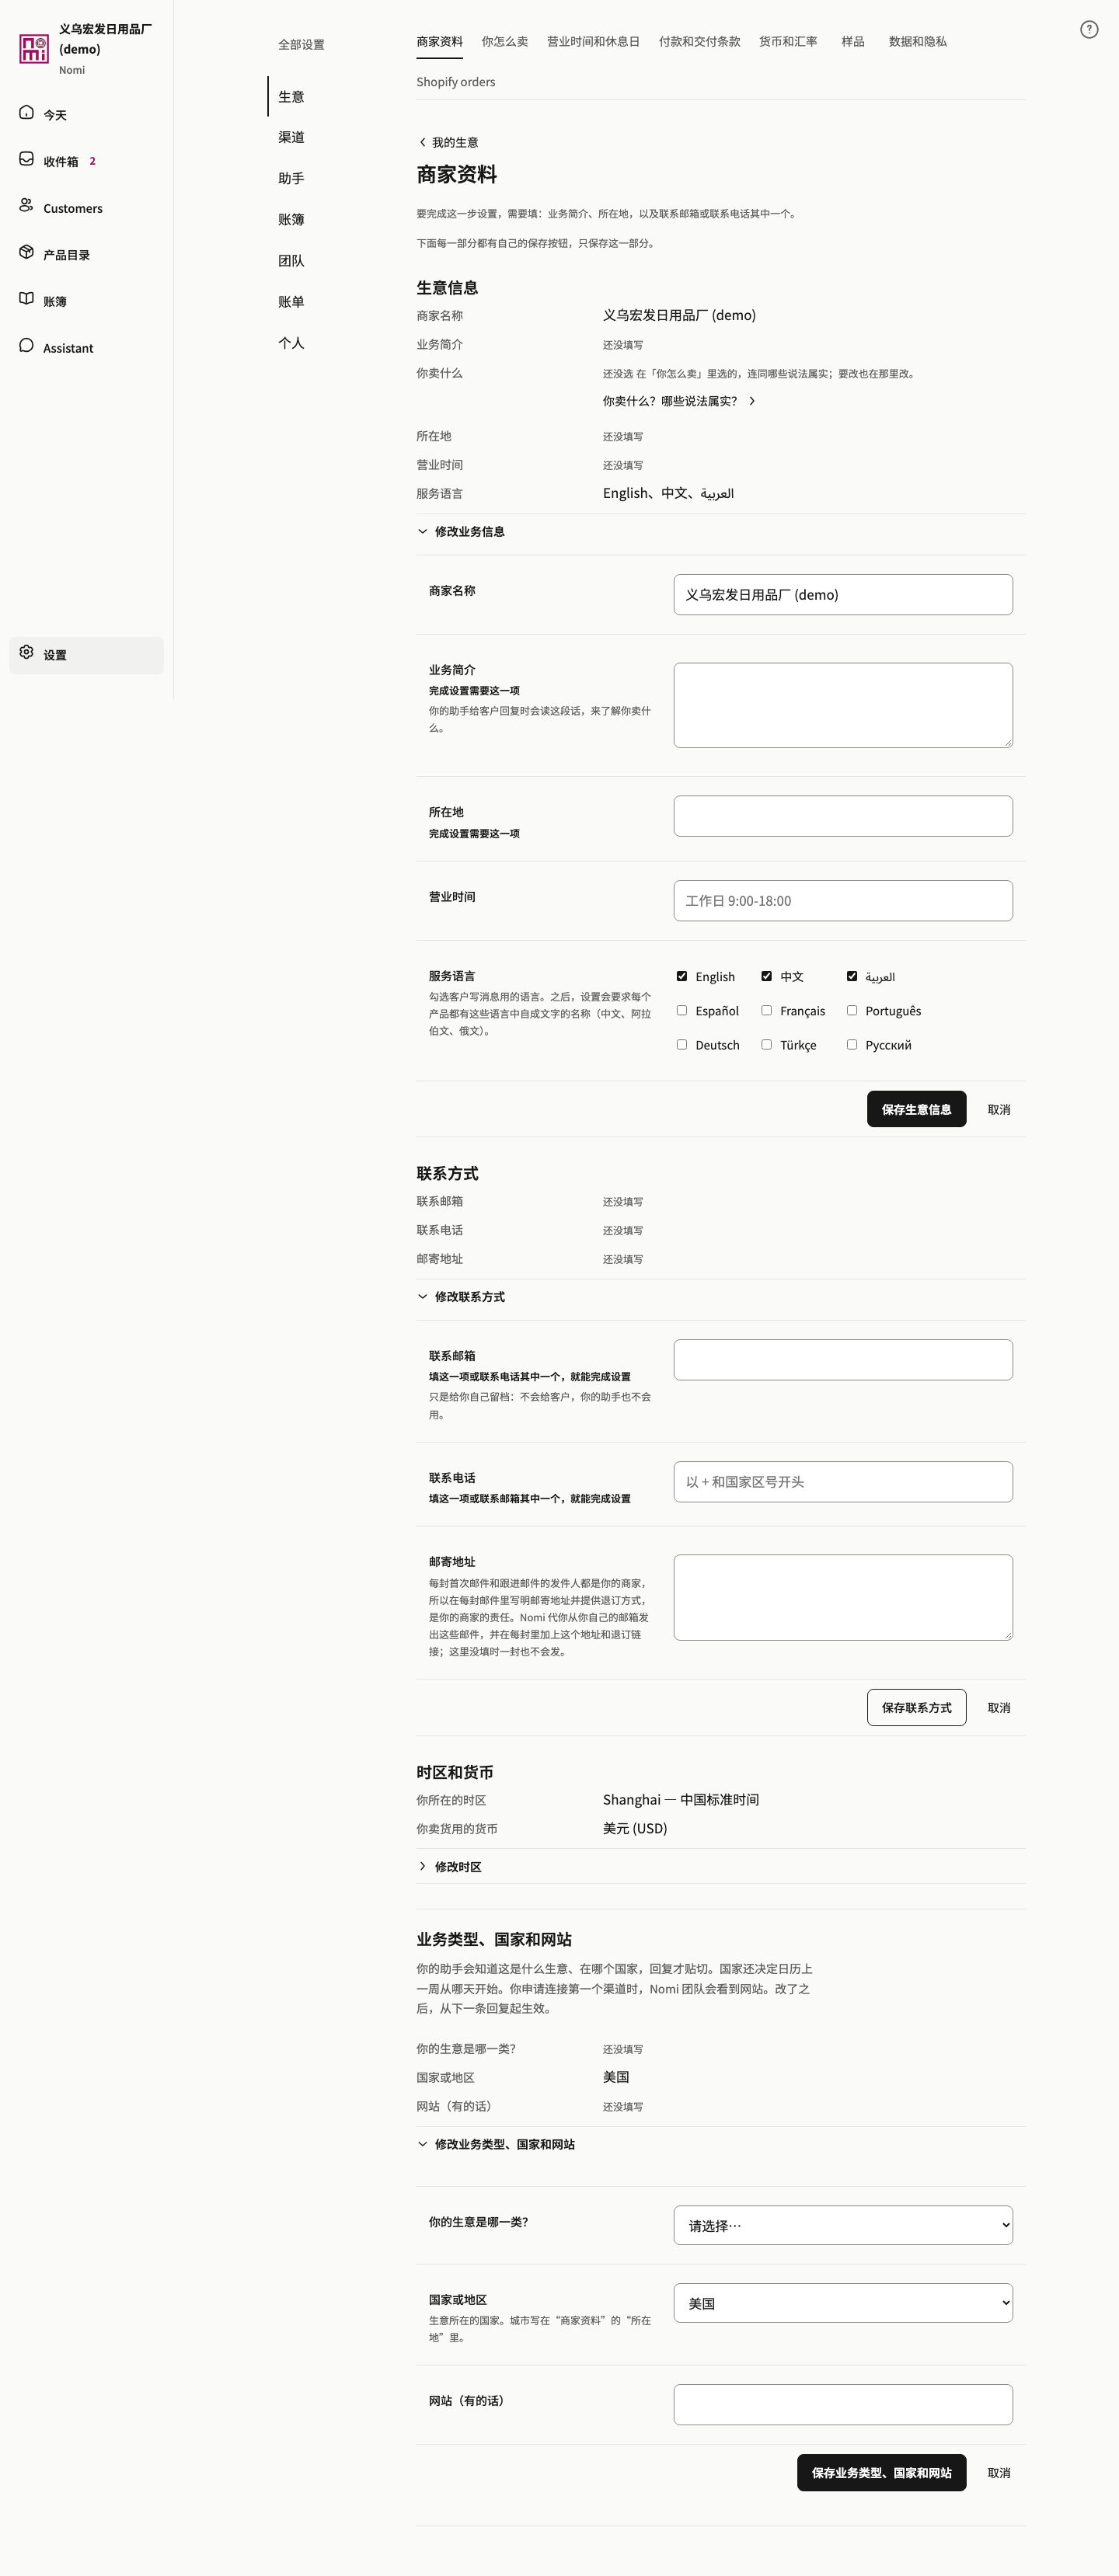 义乌宏发日用品厂
(demo)
Nomi
今天
收件箱 2
Customers
产品目录
账簿
Assistant
设置
全部设置
生意
渠道
助手
账簿
团队
账单
个人
商家资料 你怎么卖 营业时间和休息日 付款和交付条款 货币和汇率 样品 数据和隐私
Shopify orders
我的生意
商家资料
要完成这一步设置，需要填：业务简介、所在地，以及联系邮箱或联系电话其中一个。
下面每一部分都有自己的保存按钮，只保存这一部分。
生意信息
商家名称 义乌宏发日用品厂 (demo)
业务简介 还没填写
你卖什么 还没选 在「你怎么卖」里选的，连同哪些说法属实；要改也在那里改。
你卖什么？哪些说法属实？
所在地 还没填写
营业时间 还没填写
服务语言 English、中文、العربية
修改业务信息
商家名称 义乌宏发日用品厂 (demo)
业务简介
完成设置需要这一项
你的助手给客户回复时会读这段话，来了解你卖什
么。
所在地
完成设置需要这一项
营业时间 工作日 9:00-18:00
服务语言
勾选客户写消息用的语言。之后，设置会要求每个
产品都有这些语言中自成文字的名称（中文、阿拉
伯文、俄文）。
English 中文 العربية
Español Français Português
Deutsch Türkçe Русский
保存生意信息 取消
联系方式
联系邮箱 还没填写
联系电话 还没填写
邮寄地址 还没填写
修改联系方式
联系邮箱
填这一项或联系电话其中一个，就能完成设置
只是给你自己留档：不会给客户，你的助手也不会
用。
联系电话 以 + 和国家区号开头
填这一项或联系邮箱其中一个，就能完成设置
邮寄地址
每封首次邮件和跟进邮件的发件人都是你的商家，
所以在每封邮件里写明邮寄地址并提供退订方式，
是你的商家的责任。Nomi 代你从你自己的邮箱发
出这些邮件，并在每封里加上这个地址和退订链
接；这里没填时一封也不会发。
保存联系方式 取消
时区和货币
你所在的时区 Shanghai — 中国标准时间
你卖货用的货币 美元 (USD)
修改时区
业务类型、国家和网站
你的助手会知道这是什么生意、在哪个国家，回复才贴切。国家还决定日历上
一周从哪天开始。你申请连接第一个渠道时，Nomi 团队会看到网站。改了之
后，从下一条回复起生效。
你的生意是哪一类？ 还没填写
国家或地区 美国
网站（有的话） 还没填写
修改业务类型、国家和网站
你的生意是哪一类？ 请选择…
国家或地区 美国
生意所在的国家。城市写在“商家资料”的“所在
地”里。
网站（有的话）
保存业务类型、国家和网站 取消